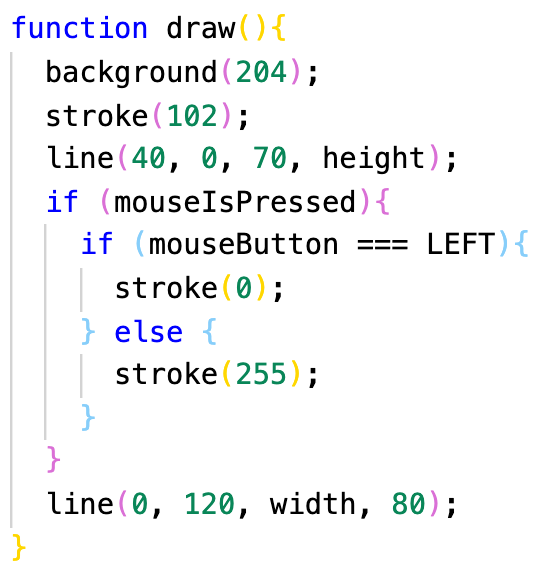 function draw(){
  background(204);
  stroke(102);
  line(40, 0, 70, height);
  if (mouseIsPressed){
    if (mouseButton === LEFT){
      stroke(0);
    } else {
      stroke(255);
    }
  }
  line(0, 120, width, 80);
}